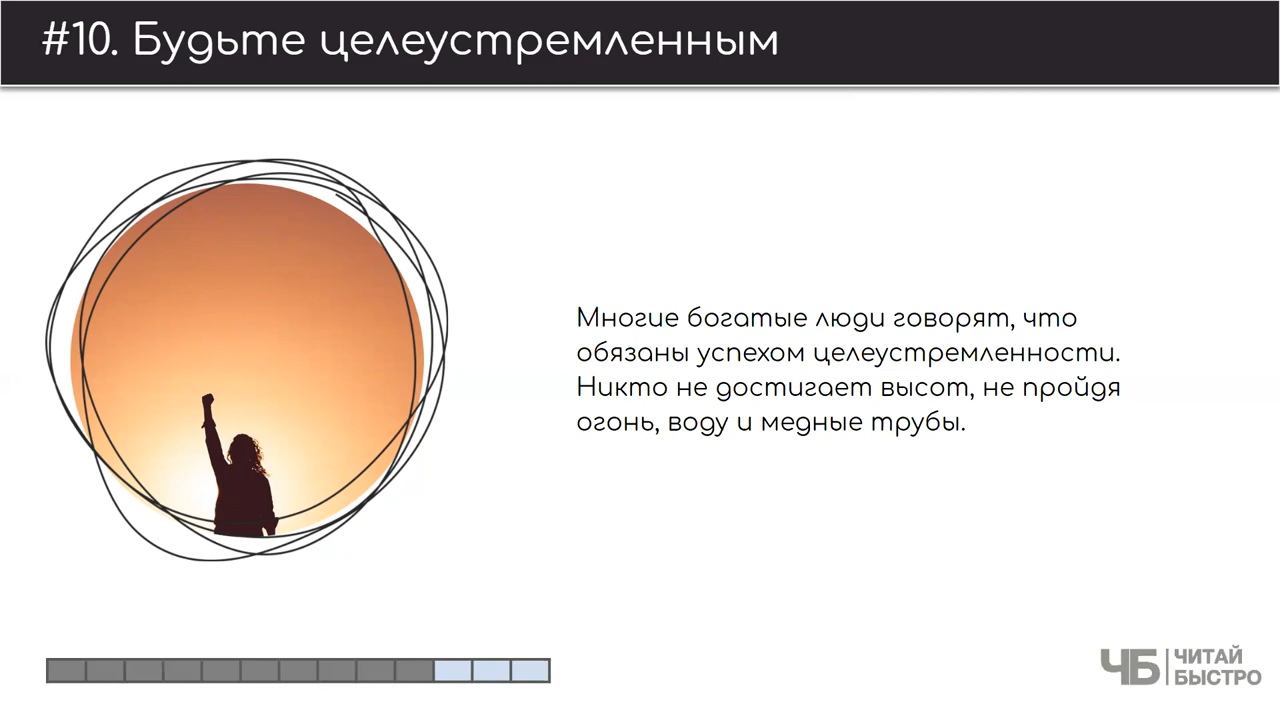 #10. Будьте целеустремленным
Многие богатые люди говорят, что
обязаны успехом целеустремленности.
Никто не достигает высот, не пройдя
огонь, воду и медные трубы.
ЧБ
ЧИТАЙ
БЫСТРО